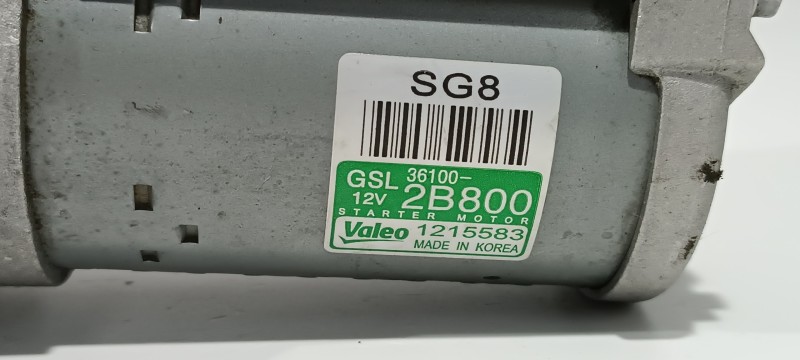 SG8
GSL 36100-
12V 2B800
STARTER MOTOR
Valeo 1215583
MADE IN KOREA